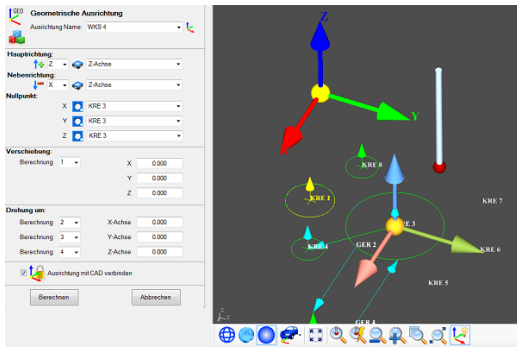 GEO Geometrische Ausrichtung
Ausrichtung Name: WKS 4
Hauptrichtung:
Z Z-Achse
Nebenrichtung:
X Z-Achse
Nullpunkt:
X KRE 3
Y KRE 3
Z KRE 3
Verschiebung:
Berechnung 1 X 0.000
Y 0.000
Z 0.000
Drehung um:
Berechnung 2 X-Achse 0.000
Berechnung 3 Y-Achse 0.000
Berechnung 4 Z-Achse 0.000
Ausrichtung mit CAD verbinden
Berechnen Abbrechen
Z
Y
X
KRE 8
KRE 1
KRE 7
KRE 3
KRE 4
GER 2
KRE 6
KRE 5
GER 1